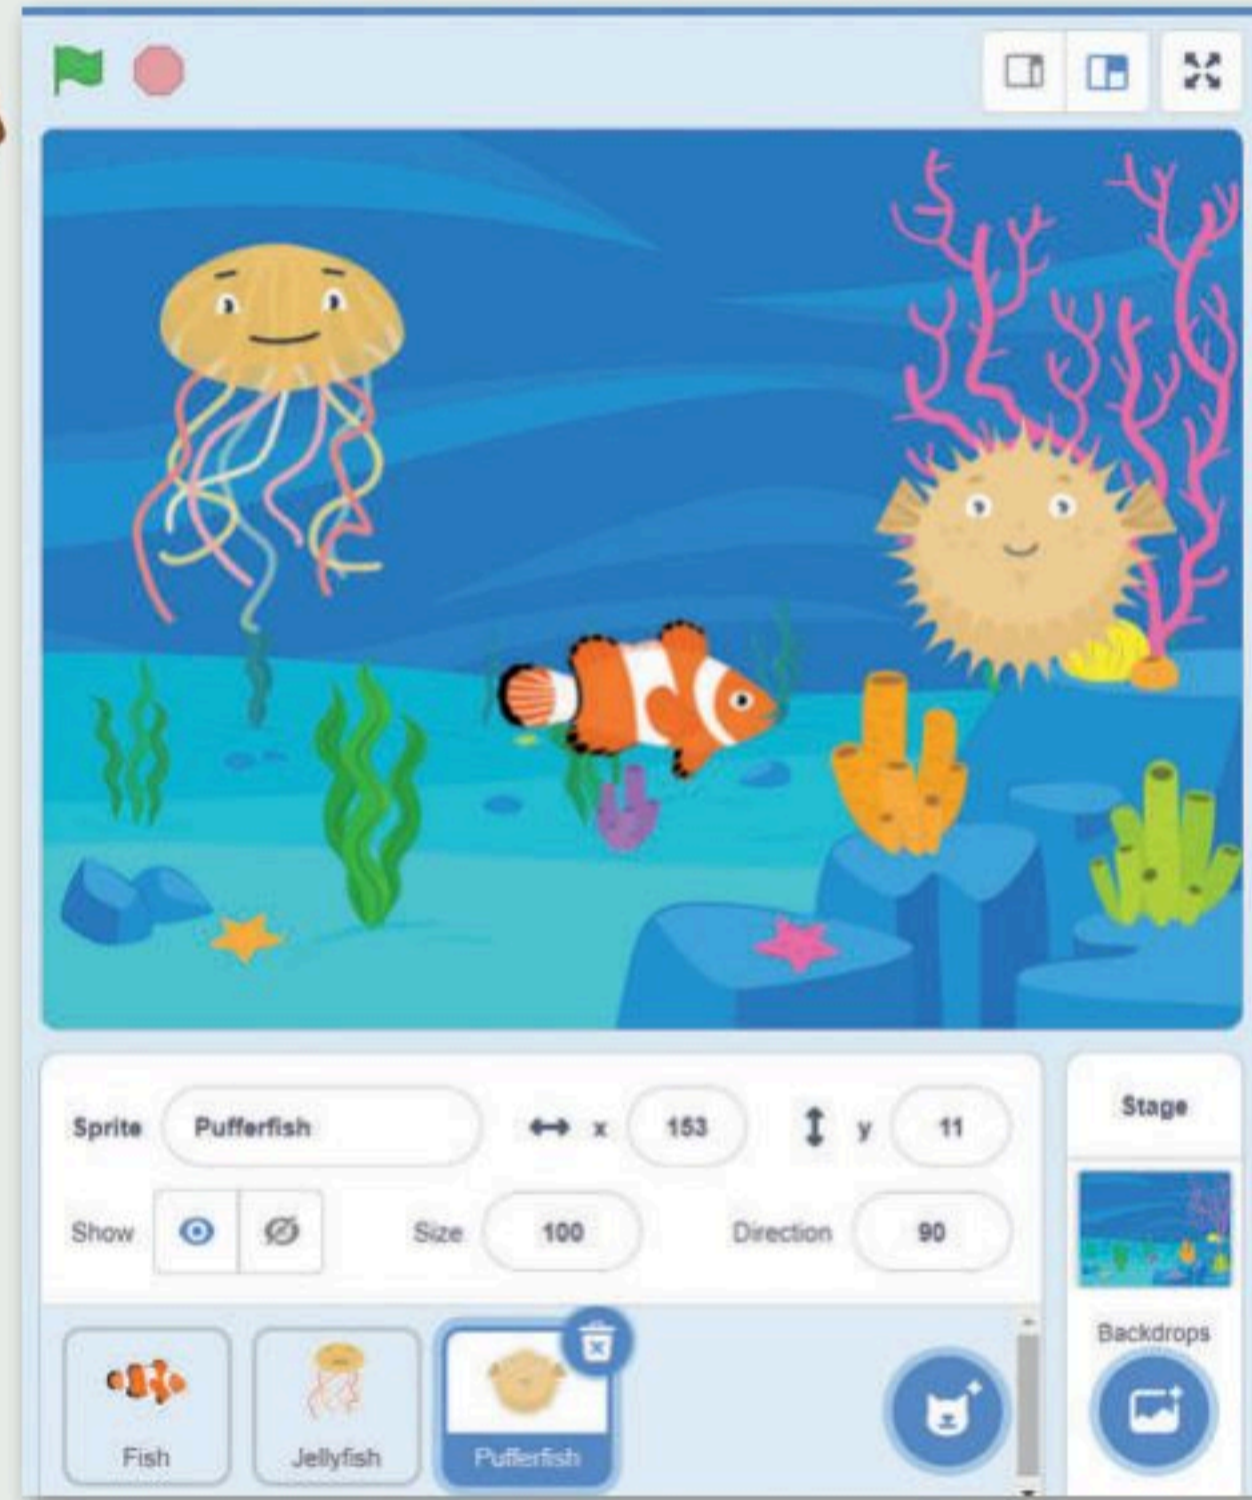 Sprite Pufferfish x 153 y 11
Show Size 100 Direction 90
Fish Jellyfish Pufferfish
Stage
Backdrops